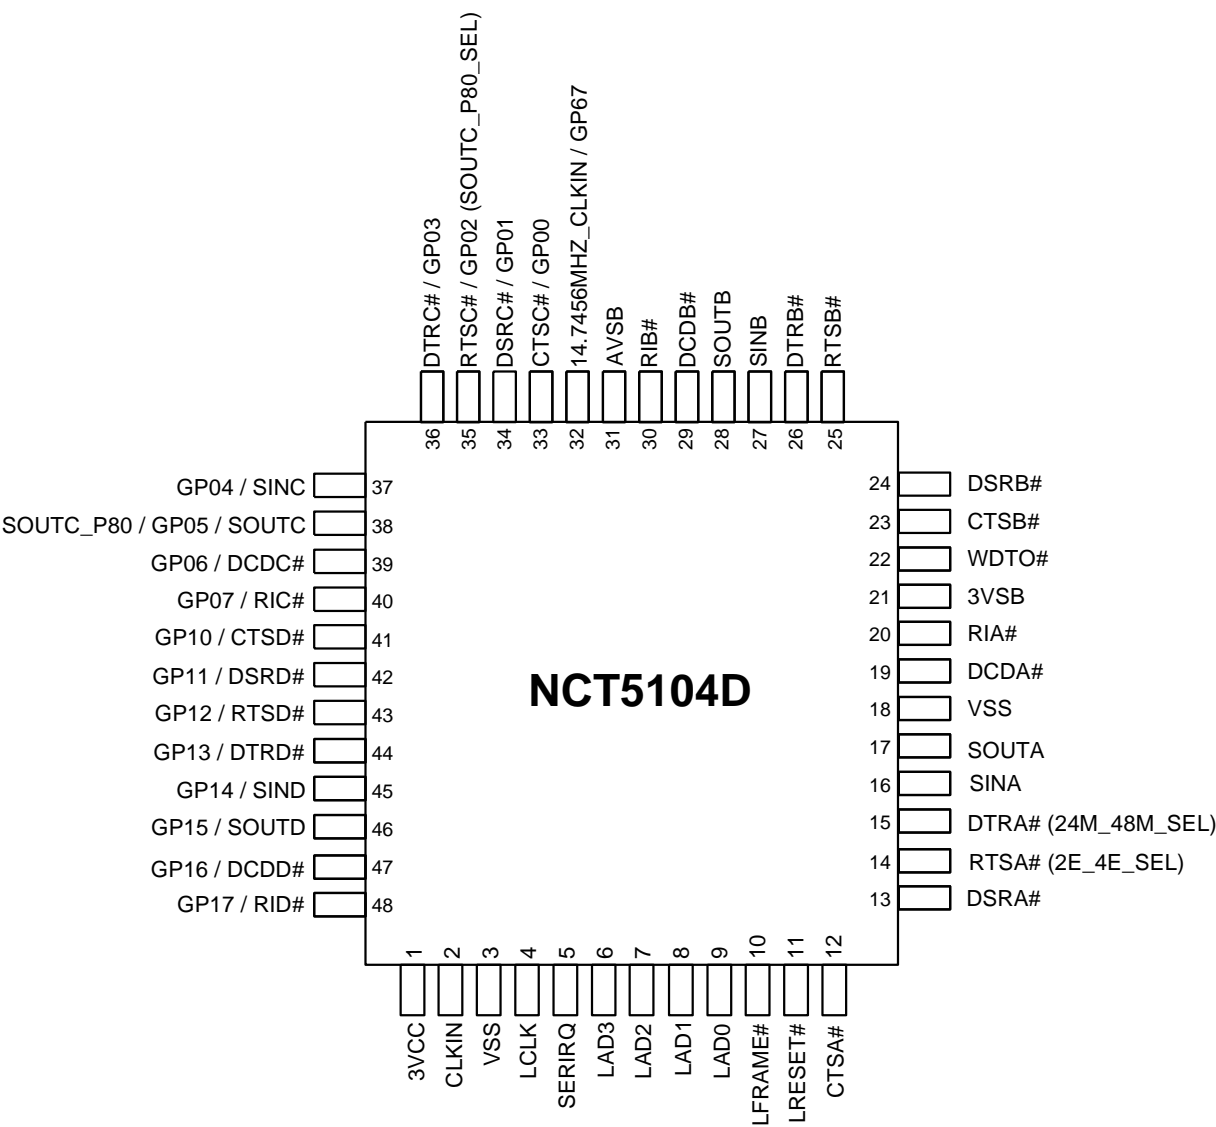 DTRC# / GP03
RTSC# / GP02 (SOUTC_P80_SEL)
DSRC# / GP01
CTSC# / GP00
14.7456MHZ_CLKIN / GP67
AVSB
RIB#
DCDB#
SOUTB
SINB
DTRB#
RTSB#
36
35
34
33
32
31
30
29
28
27
26
25
GP04 / SINC
37
SOUTC_P80 / GP05 / SOUTC
38
GP06 / DCDC#
39
GP07 / RIC#
40
GP10 / CTSD#
41
GP11 / DSRD#
42
GP12 / RTSD#
43
GP13 / DTRD#
44
GP14 / SIND
45
GP15 / SOUTD
46
GP16 / DCDD#
47
GP17 / RID#
48
NCT5104D
24
DSRB#
23
CTSB#
22
WDTO#
21
3VSB
20
RIA#
19
DCDA#
18
VSS
17
SOUTA
16
SINA
15
DTRA# (24M_48M_SEL)
14
RTSA# (2E_4E_SEL)
13
DSRA#
1
2
3
4
5
6
7
8
9
10
11
12
3VCC
CLKIN
VSS
LCLK
SERIRQ
LAD3
LAD2
LAD1
LAD0
LFRAME#
LRESET#
CTSA#